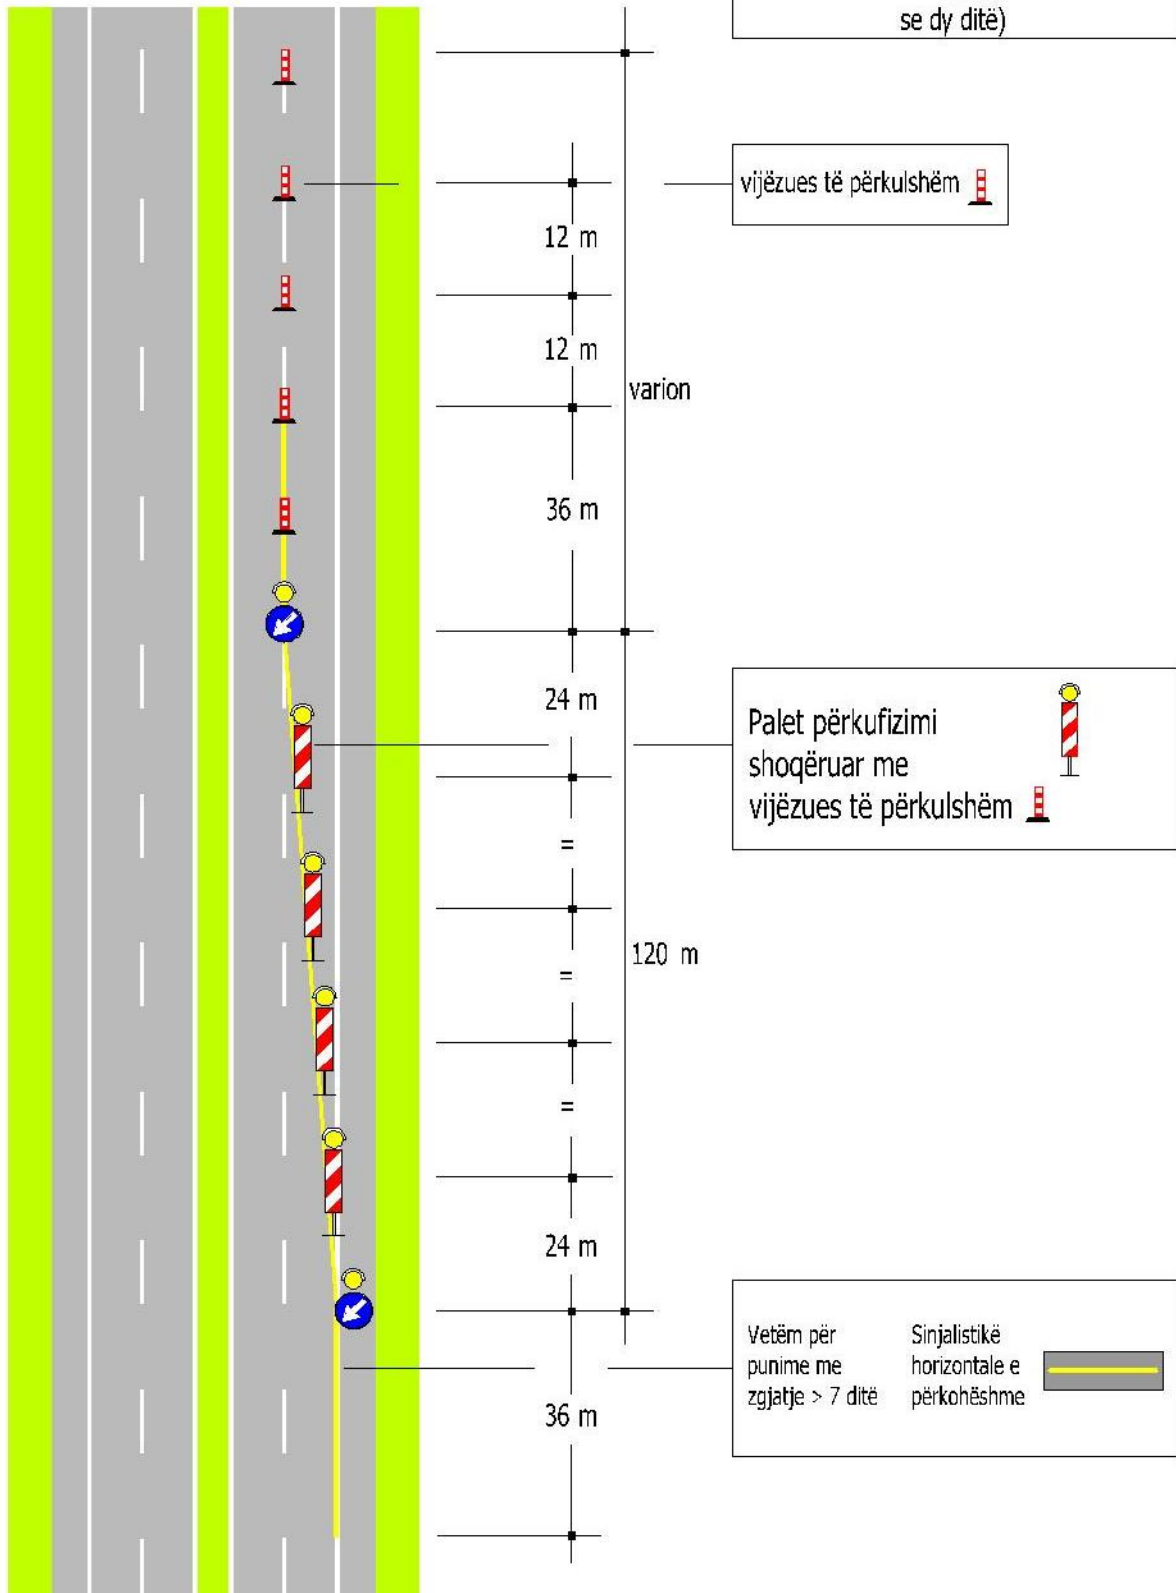 se dy ditë)
vijëzues të përkulshëm
12 m
12 m
varion
36 m
24 m
Palet përkufizimi
shoqëruar me
vijëzues të përkulshëm
=
120 m
=
=
24 m
Vetëm për
punime me
zgjatje > 7 ditë
Sinjalistikë
horizontale e
përkohëshme
36 m